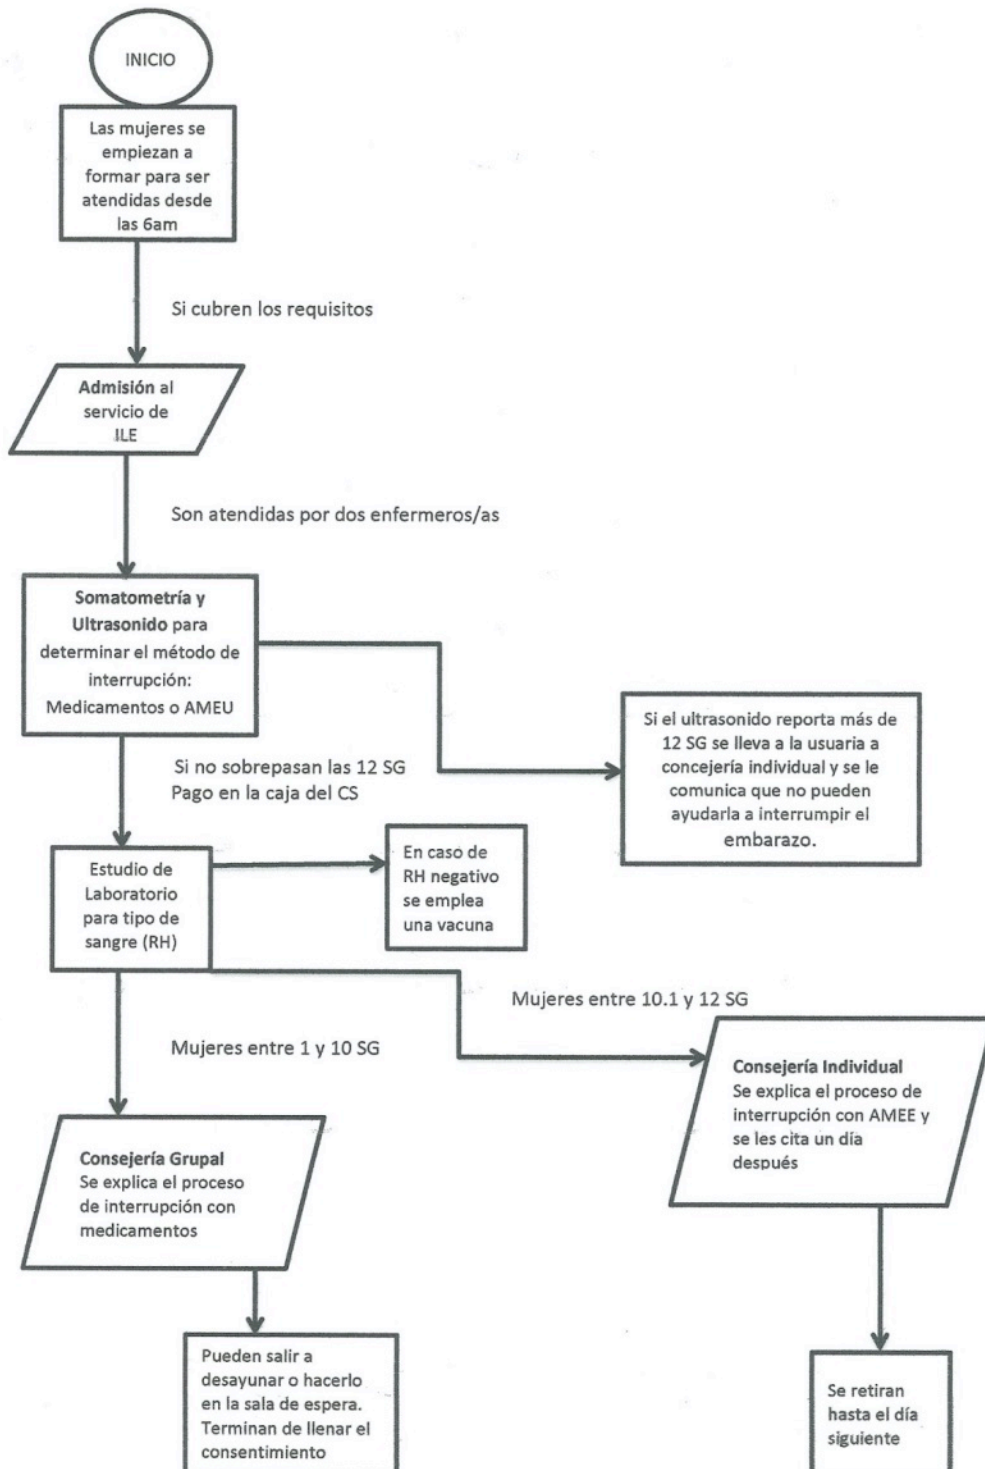 INICIO
Las mujeres se
empiezan a
formar para ser
atendidas desde
las 6am
Si cubren los requisitos
Admisión al
servicio de
ILE
Son atendidas por dos enfermeros/as
Somatometría y
Ultrasonido para
determinar el método de
interrupción:
Medicamentos o AMEU
Si el ultrasonido reporta más de
12 SG se lleva a la usuaria a
concejería individual y se le
comunica que no pueden
ayudarla a interrumpir el
embarazo.
Si no sobrepasan las 12 SG
Pago en la caja del CS
Estudio de
Laboratorio
para tipo de
sangre (RH)
En caso de
RH negativo
se emplea
una vacuna
Mujeres entre 10.1 y 12 SG
Mujeres entre 1 y 10 SG
Consejería Individual
Se explica el proceso de
interrupción con AMEE y
se les cita un día
después
Consejería Grupal
Se explica el proceso
de interrupción con
medicamentos
Pueden salir a
desayunar o hacerlo
en la sala de espera.
Terminan de llenar el
consentimiento
Se retiran
hasta el día
siguiente